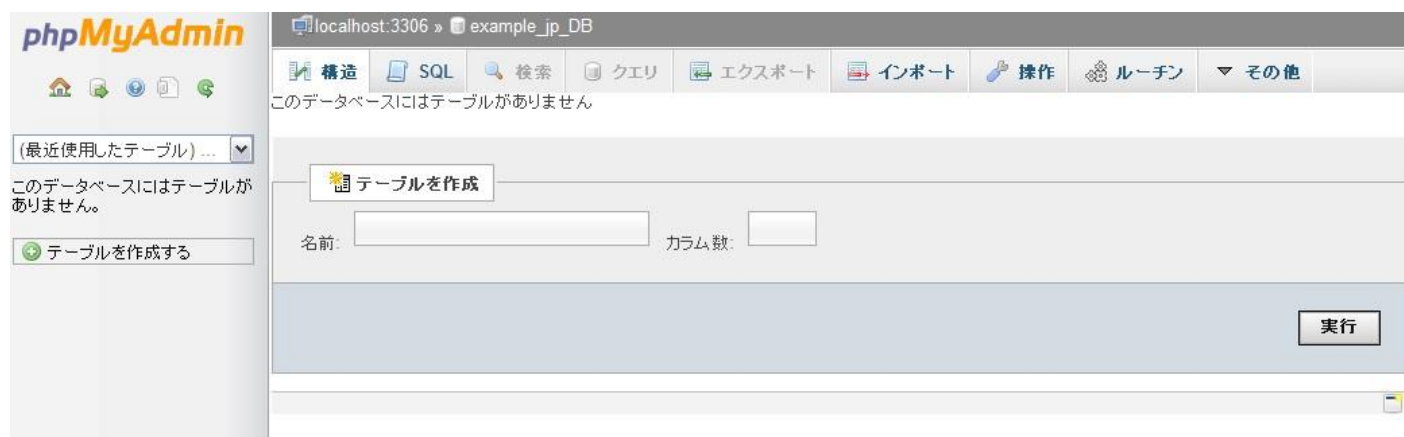 phpMyAdmin
localhost:3306 » example_jp_DB
構造 SQL 検索 クエリ エクスポート インポート 操作 ルーチン その他
このデータベースにはテーブルがありません
(最近使用したテーブル) ...
このデータベースにはテーブルが
ありません。
テーブルを作成する
テーブルを作成
名前: カラム数:
実行